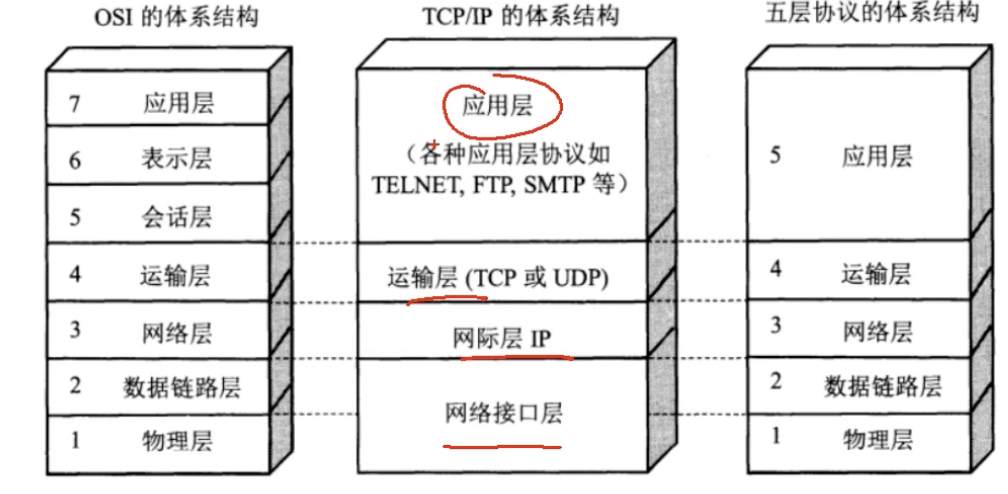 OSI 的体系结构
7 应用层
6 表示层
5 会话层
4 运输层
3 网络层
2 数据链路层
1 物理层
TCP/IP 的体系结构
应用层
（各种应用层协议如
TELNET, FTP, SMTP 等）
运输层 (TCP 或 UDP)
网际层 IP
网络接口层
五层协议的体系结构
5 应用层
4 运输层
3 网络层
2 数据链路层
1 物理层